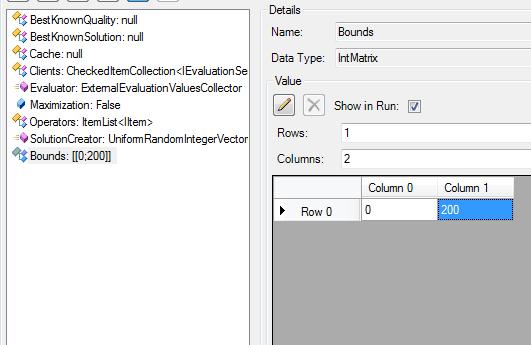 BestKnownQuality: null
BestKnownSolution: null
Cache: null
Clients: CheckedItemCollection<IEvaluationSe
Evaluator: ExternalEvaluationValuesCollector
Maximization: False
Operators: ItemList<Item>
SolutionCreator: UniformRandomIntegerVector
Bounds: [[0;200]]
Details
Name: Bounds
Data Type: IntMatrix
Value
Show in Run:
Rows: 1
Columns: 2
Column 0 Column 1
Row 0 0 200